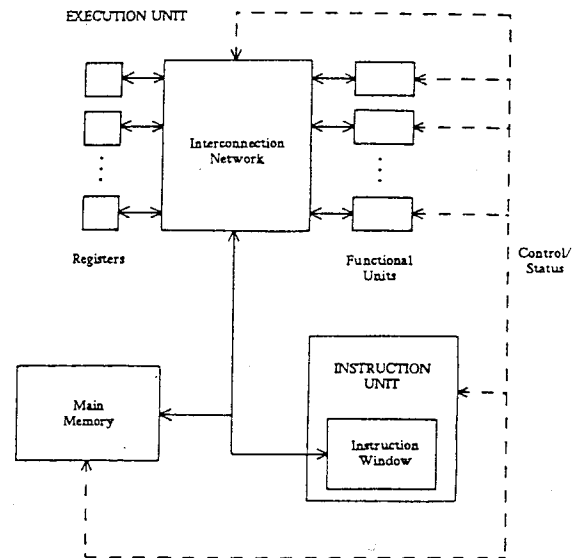 EXECUTION UNIT
Interconnection
Network
Registers
Functional
Units
Control/
Status
INSTRUCTION
UNIT
Main
Memory
Instruction
Window